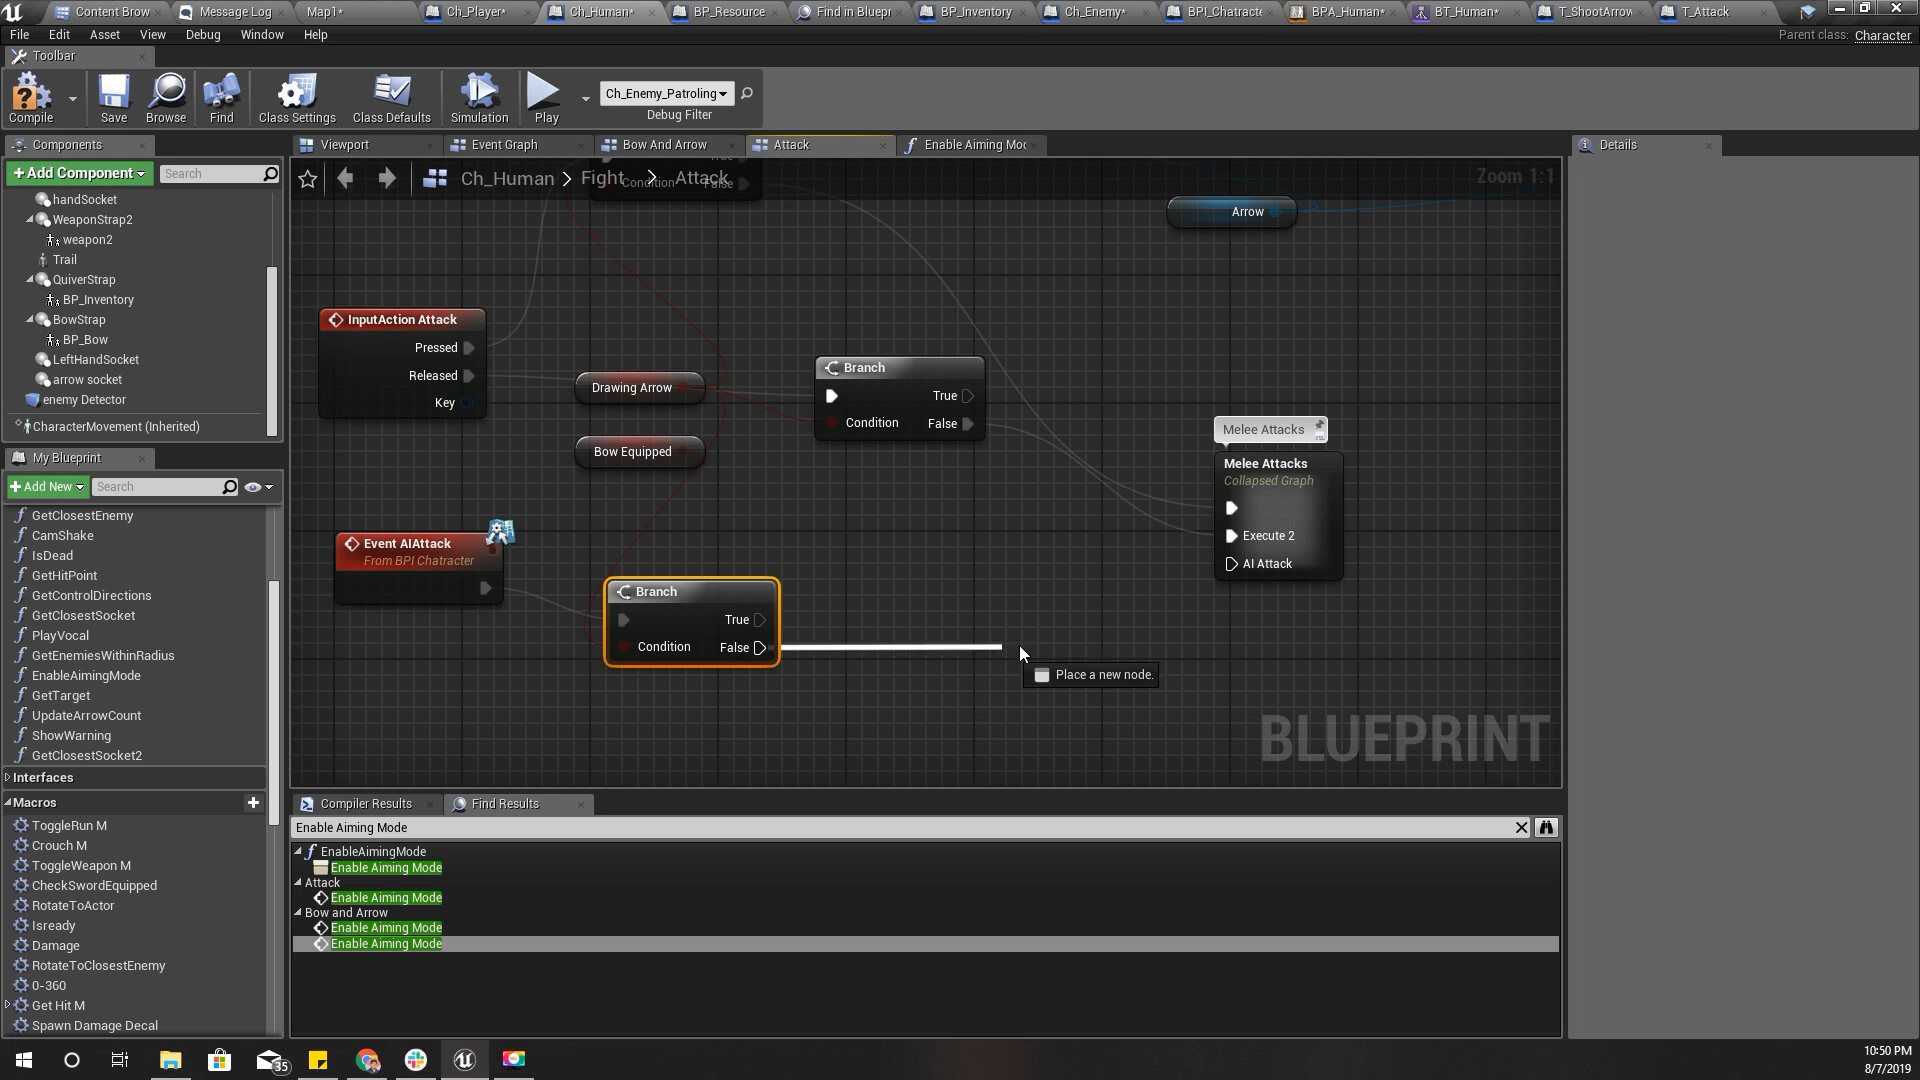 Content Brow
Message Log
Map1*
Ch_Player*
Ch_Human*
BP_Resource
Find in Bluepr
BP_Inventory
Ch_Enemy*
BPI_Chatracte
BPA_Human*
BT_Human*
T_ShootArrow
T_Attack
File
Edit
Asset
View
Debug
Window
Help
Parent class:
Character
Toolbar
Compile
Save
Browse
Find
Class Settings
Class Defaults
Simulation
Play
Ch_Enemy_Patroling
Debug Filter
Components
+Add Component
Search
handSocket
WeaponStrap2
weapon2
Trail
QuiverStrap
BP_Inventory
BowStrap
BP_Bow
LeftHandSocket
arrow socket
enemy Detector
CharacterMovement (Inherited)
My Blueprint
+Add New
Search
GetClosestEnemy
CamShake
IsDead
GetHitPoint
GetControlDirections
GetClosestSocket
PlayVocal
GetEnemiesWithinRadius
EnableAimingMode
GetTarget
UpdateArrowCount
ShowWarning
GetClosestSocket2
Interfaces
Macros
ToggleRun M
Crouch M
ToggleWeapon M
CheckSwordEquipped
RotateToActor
Isready
Damage
RotateToClosestEnemy
0-360
Get Hit M
Spawn Damage Decal
Viewport
Event Graph
Bow And Arrow
Attack
Enable Aiming Mod
Ch_Human > Fight > Attack
Condition
False
Zoom 1:1
Arrow
InputAction Attack
Pressed
Released
Key
Drawing Arrow
Bow Equipped
Branch
True
Condition
False
Melee Attacks
Melee Attacks
Collapsed Graph
Execute 2
AI Attack
Event AIAttack
From BPI Chatracter
Branch
True
Condition
False
Place a new node.
BLUEPRINT
Compiler Results
Find Results
Enable Aiming Mode
EnableAimingMode
Enable Aiming Mode
Attack
Enable Aiming Mode
Bow and Arrow
Enable Aiming Mode
Enable Aiming Mode
Details
35
10:50 PM
8/7/2019